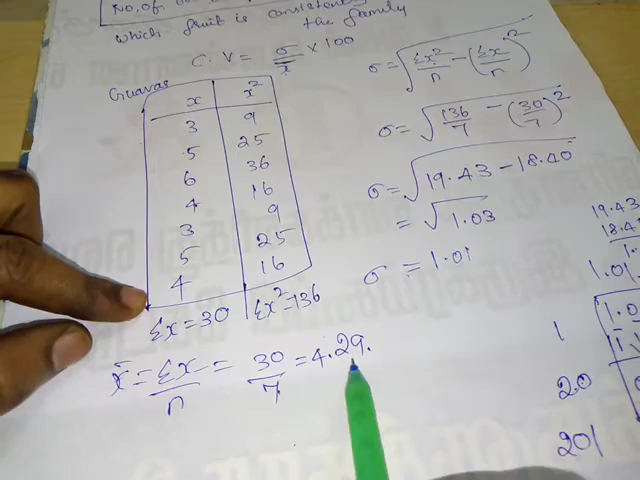 No. of
which fruit is consistently
the family
C.V = σ/x̄ × 100
Guavas
x x²
3 9
5 25
6 36
4 16
3 9
5 25
4 16
Σx=30 Σx²=136
x̄ = Σx/n = 30/7 = 4.29.
σ = √(Σx²/n − (Σx/n)²)
σ = √(136/7 − (30/7)²)
σ = √(19.43 − 18.40)
= √1.03
σ = 1.01
19.43
18.4
1.
1.01
1
20
201